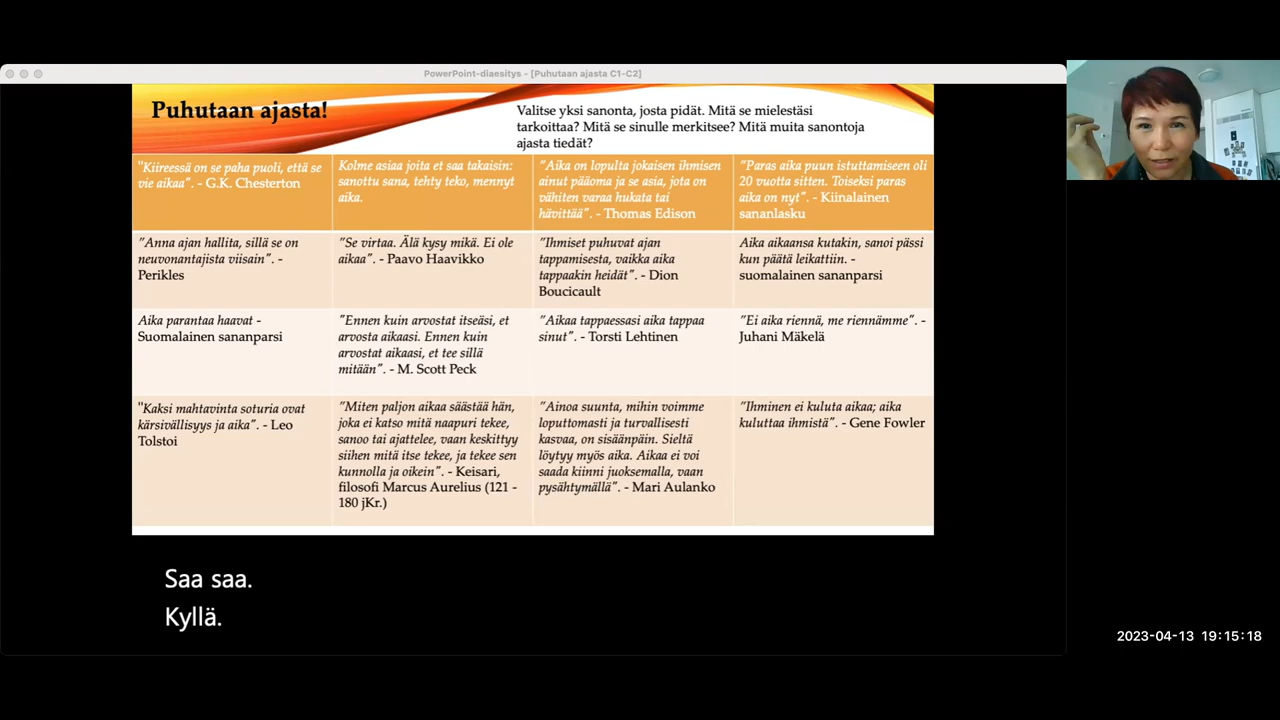 PowerPoint-diaesitys - [Puhutaan ajasta C1-C2]
Puhutaan ajasta!
Valitse yksi sanonta, josta pidät. Mitä se mielestäsi
tarkoittaa? Mitä se sinulle merkitsee? Mitä muita sanontoja
ajasta tiedät?
"Kiireessä on se paha puoli, että se
vie aikaa". - G.K. Chesterton
Kolme asiaa joita et saa takaisin:
sanottu sana, tehty teko, mennyt
aika.
"Aika on lopulta jokaisen ihmisen
ainut pääoma ja se asia, jota on
vähiten varaa hukata tai
hävittää". - Thomas Edison
"Paras aika puun istuttamiseen oli
20 vuotta sitten. Toiseksi paras
aika on nyt". - Kiinalainen
sananlasku
"Anna ajan hallita, sillä se on
neuvonantajista viisain". -
Perikles
"Se virtaa. Älä kysy mikä. Ei ole
aikaa". - Paavo Haavikko
"Ihmiset puhuvat ajan
tappamisesta, vaikka aika
tappaakin heidät". - Dion
Boucicault
Aika aikaansa kutakin, sanoi pässi
kun päätä leikattiin. -
suomalainen sananparsi
Aika parantaa haavat -
Suomalainen sananparsi
"Ennen kuin arvostat itseäsi, et
arvosta aikaasi. Ennen kuin
arvostat aikaasi, et tee sillä
mitään". - M. Scott Peck
"Aikaa tappaessasi aika tappaa
sinut". - Torsti Lehtinen
"Ei aika riennä, me riennämme". -
Juhani Mäkelä
"Kaksi mahtavinta soturia ovat
kärsivällisyys ja aika". - Leo
Tolstoi
"Miten paljon aikaa säästää hän,
joka ei katso mitä naapuri tekee,
sanoo tai ajattelee, vaan keskittyy
siihen mitä itse tekee, ja tekee sen
kunnolla ja oikein". - Keisari,
filosofi Marcus Aurelius (121 -
180 jKr.)
"Ainoa suunta, mihin voimme
loputtomasti ja turvallisesti
kasvaa, on sisäänpäin. Sieltä
löytyy myös aika. Aikaa ei voi
saada kiinni juoksemalla, vaan
pysähtymällä". - Mari Aulanko
"Ihminen ei kuluta aikaa; aika
kuluttaa ihmistä". - Gene Fowler
Saa saa.
Kyllä.
2023-04-13 19:15:18